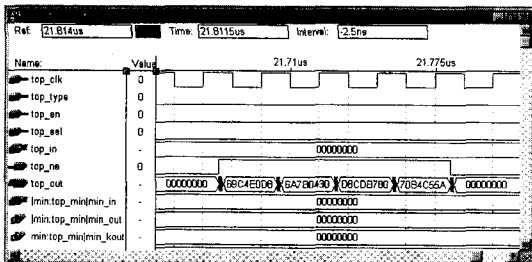 Ref: 21.814us Time: 21.8115us Interval: -2.5ns
Name: Value 21.71us 21.775us
top_clk 0
top_type 0
top_en 0
top_sel 0
top_in - 00000000
top_ne 0
top_out - 00000000 69C4E0D8 6A7B0430 D8CDB780 70B4C55A 00000000
|min:top_min|min_in - 00000000
|min:top_min|min_out - 00000000
min:top_min|min_kout - 00000000